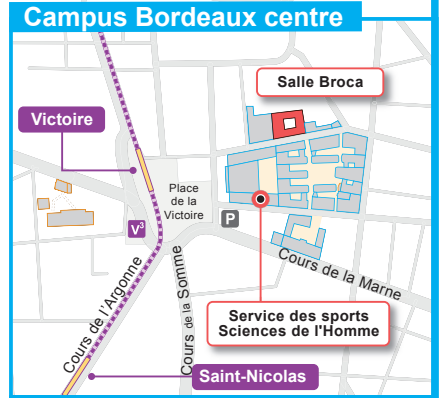 Campus Bordeaux centre
Salle Broca
Victoire
Place
de la
Victoire
P
V³
Cours de la Marne
Cours de l'Argonne
Cours de la Somme
Service des sports
Sciences de l'Homme
Saint-Nicolas